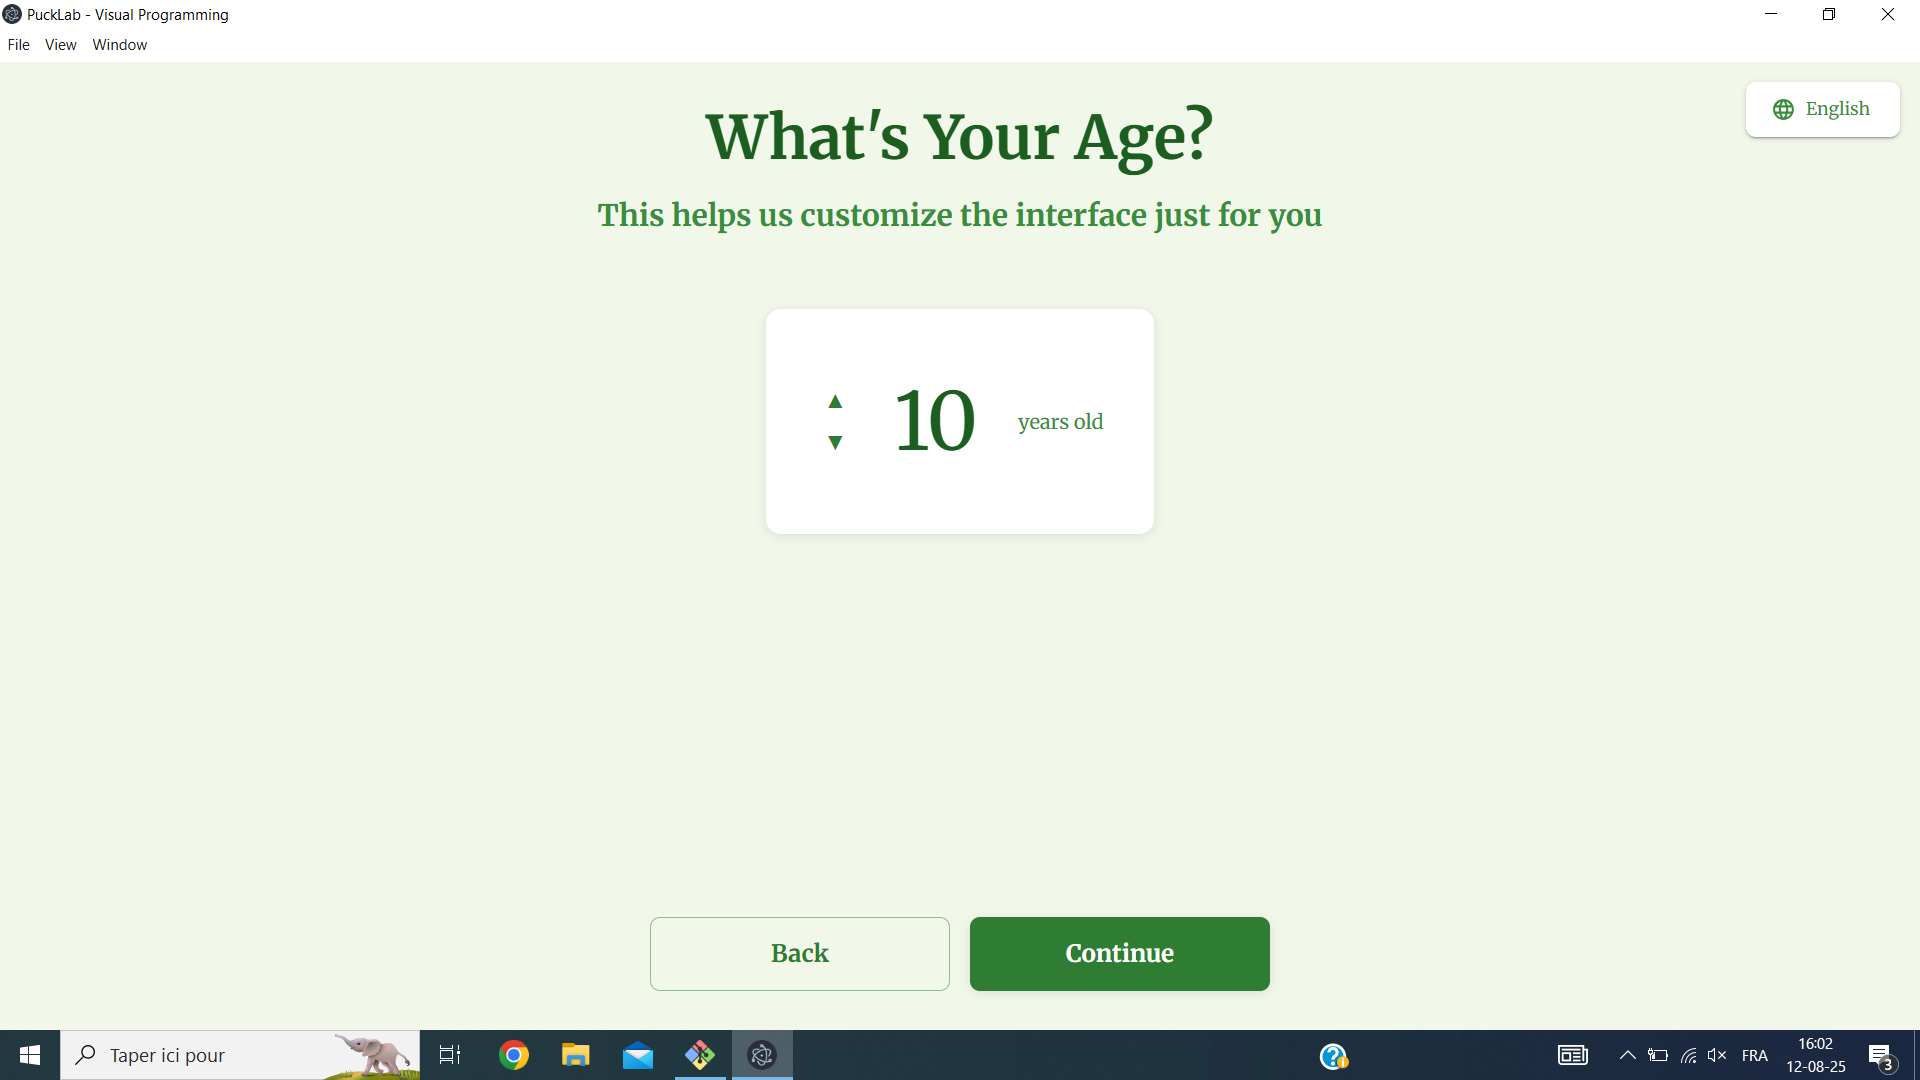 PuckLab - Visual Programming
File View Window
English
What's Your Age?
This helps us customize the interface just for you
▲
▼
10 years old
Back Continue
Taper ici pour
FRA
16:02
12-08-25
3